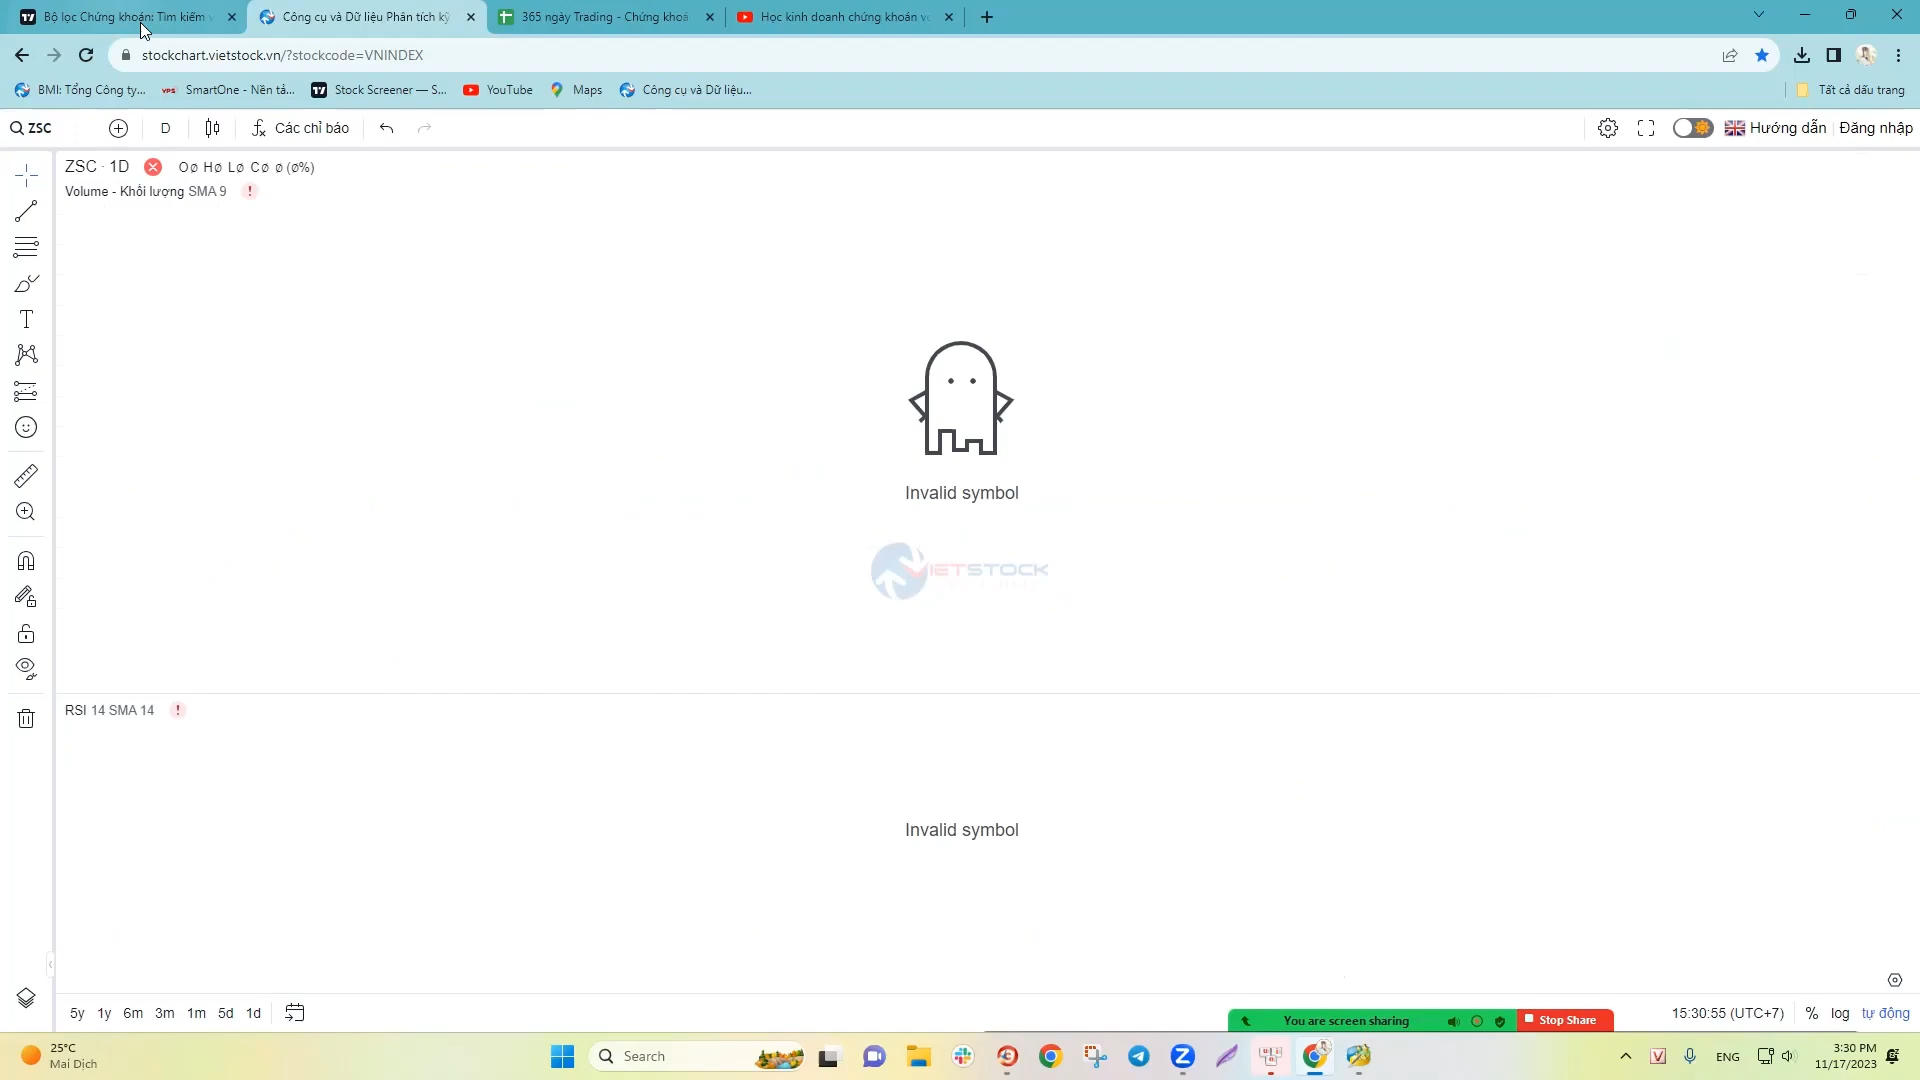 Bộ lọc Chứng khoán: Tìm kiếm v
Công cụ và Dữ liệu Phân tích kỹ
365 ngày Trading - Chứng khoá
Học kinh doanh chứng khoán vớ
stockchart.vietstock.vn/?stockcode=VNINDEX
BMI: Tổng Công ty...
VPS
SmartOne - Nền tả...
Stock Screener — S...
YouTube
Maps
Công cụ và Dữ liệu...
Tất cả dấu trang
ZSC
D
Các chỉ báo
Hướng dẫn
Đăng nhập
ZSC · 1D
O∅ H∅ L∅ C∅ ∅ (∅%)
Volume - Khối lượng SMA 9
!
Invalid symbol
VIETSTOCK
RSI 14 SMA 14
!
Invalid symbol
5y 1y 6m 3m 1m 5d 1d
You are screen sharing
Stop Share
15:30:55 (UTC+7)
% log tự động
25°C
Mai Dịch
Search
ENG
3:30 PM
11/17/2023